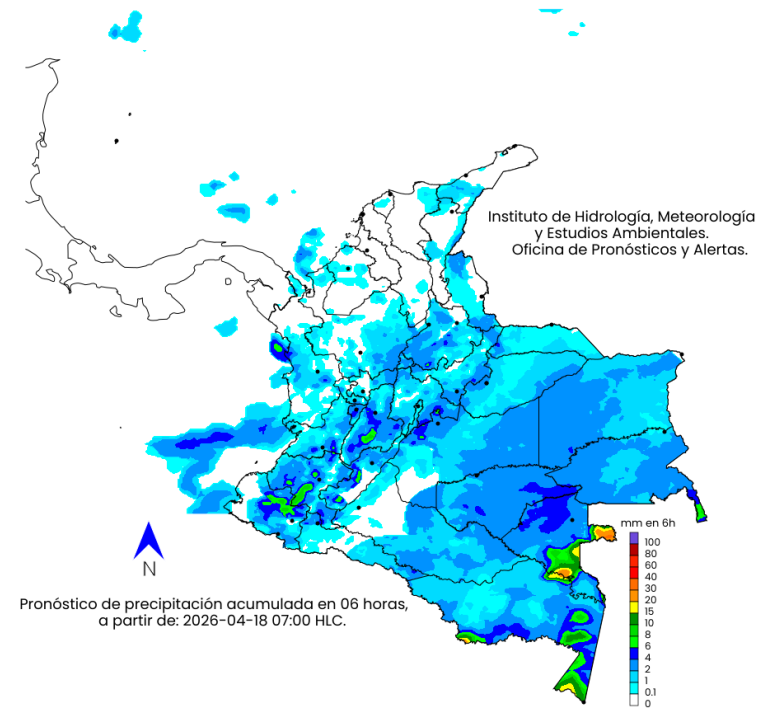 Instituto de Hidrología, Meteorología
y Estudios Ambientales.
Oficina de Pronósticos y Alertas.
mm en 6h
100
80
60
40
30
20
15
10
8
6
4
2
1
0.1
0
N
Pronóstico de precipitación acumulada en 06 horas,
a partir de: 2026-04-18 07:00 HLC.